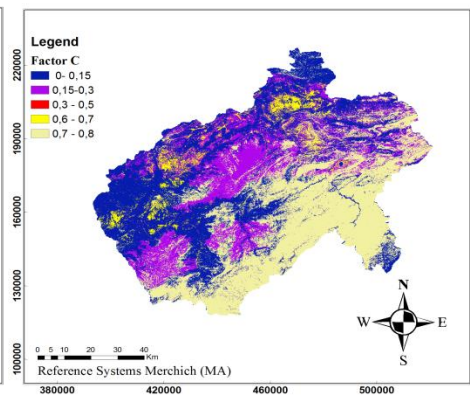 Legend
Factor C
0- 0,15
0,15-0,3
0,3 - 0,5
0,6 - 0,7
0,7 - 0,8
220000
190000
160000
130000
100000
N
W E
S
0 5 10 20 30 40
Km
Reference Systems Merchich (MA)
380000 420000 460000 500000